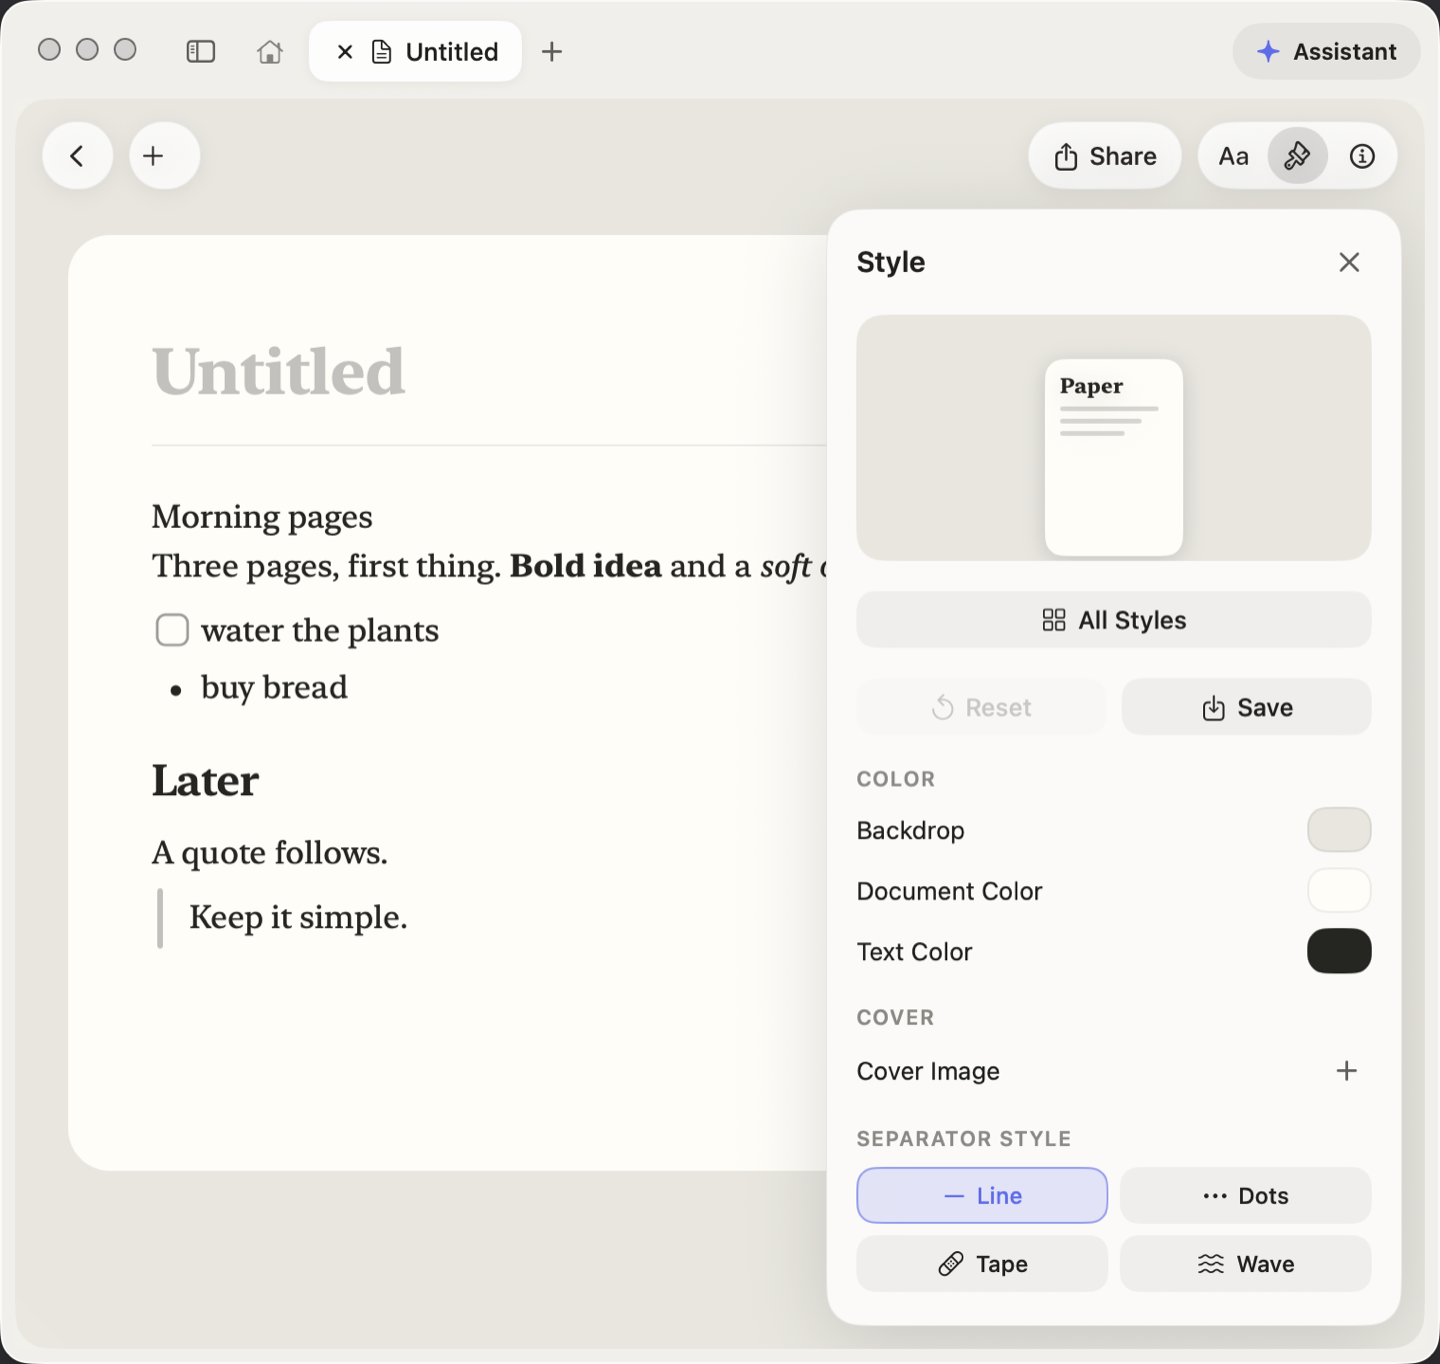 Untitled
Assistant
Share
Aa
Style
Paper
All Styles
Reset
Save
COLOR
Backdrop
Document Color
Text Color
COVER
Cover Image
SEPARATOR STYLE
Line
Dots
Tape
Wave
Untitled
Morning pages
Three pages, first thing. Bold idea and a soft
water the plants
• buy bread
Later
A quote follows.
Keep it simple.